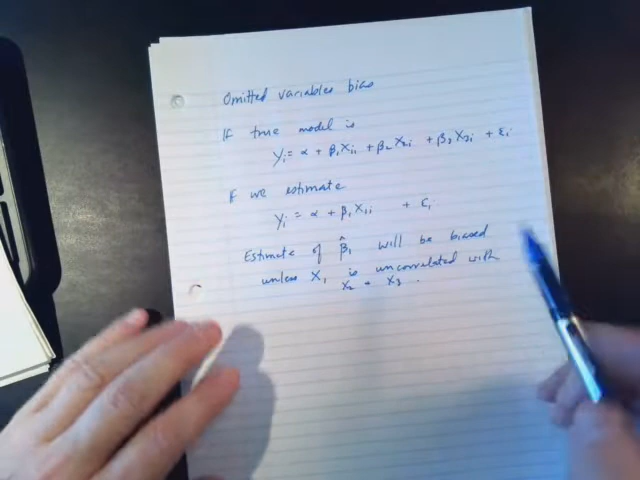 Omitted variables bias
If true model is
Yi = α + β1X1i + β2X2i + β3X3i + εi
If we estimate
Yi = α + β1X1i + εi
Estimate of β̂1 will be biased
unless X1 is uncorrelated with
X2 + X3.